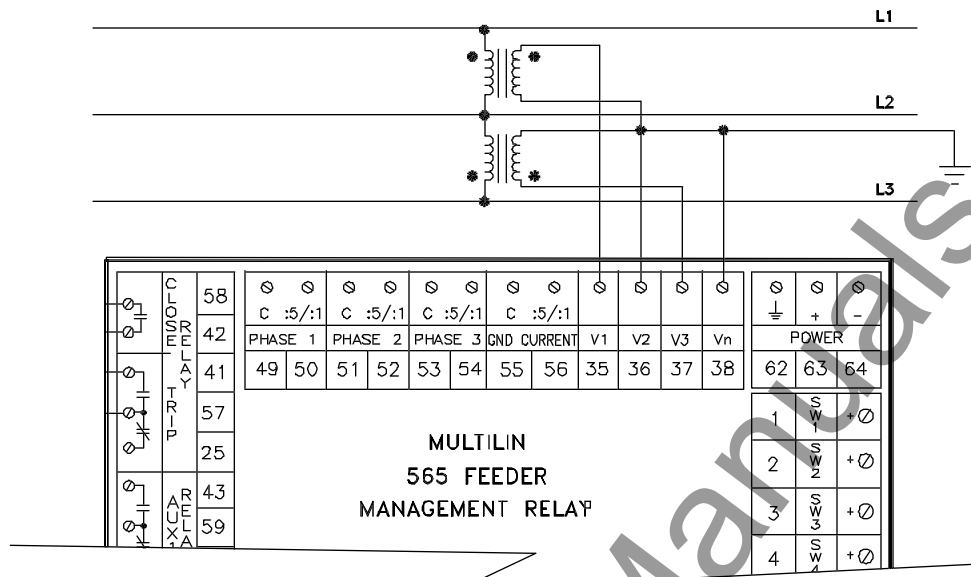 L1
L2
L3
C :5/:1 C :5/:1 C :5/:1 C :5/:1
PHASE 1 PHASE 2 PHASE 3 GND CURRENT V1 V2 V3 Vn
49 50 51 52 53 54 55 56 35 36 37 38
+ -
POWER
62 63 64
CLOSE RELAY
58
42
TRIP
41
57
25
AUX1 RELA
43
59
MULTILIN
565 FEEDER
MANAGEMENT RELAY
1 SW1 +
2 SW2 +
3 SW3 +
4 SW4 +
Manuals